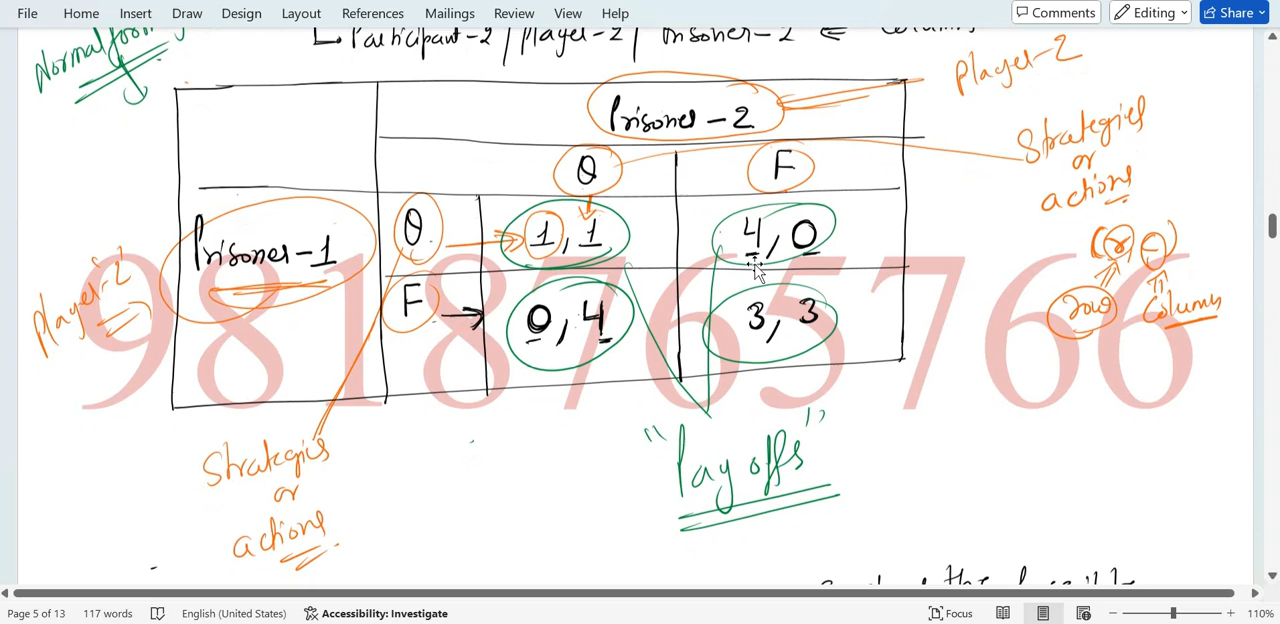 File Home Insert Draw Design Layout References Mailings Review View Help Comments Editing Share
Normal form
Participant-2 / Player-2 / Prisoner-2 ∈ Columns
Player-2
Prisoner-2
Strategies
or
actions
Q F
Prisoner-1 Q 1, 1 4, 0
(r, c)
Player-1
F 0, 4 3, 3
row Column
9818765766
Strategies
or
actions
"Pay offs"
Page 5 of 13 117 words English (United States) Accessibility: Investigate Focus 110%